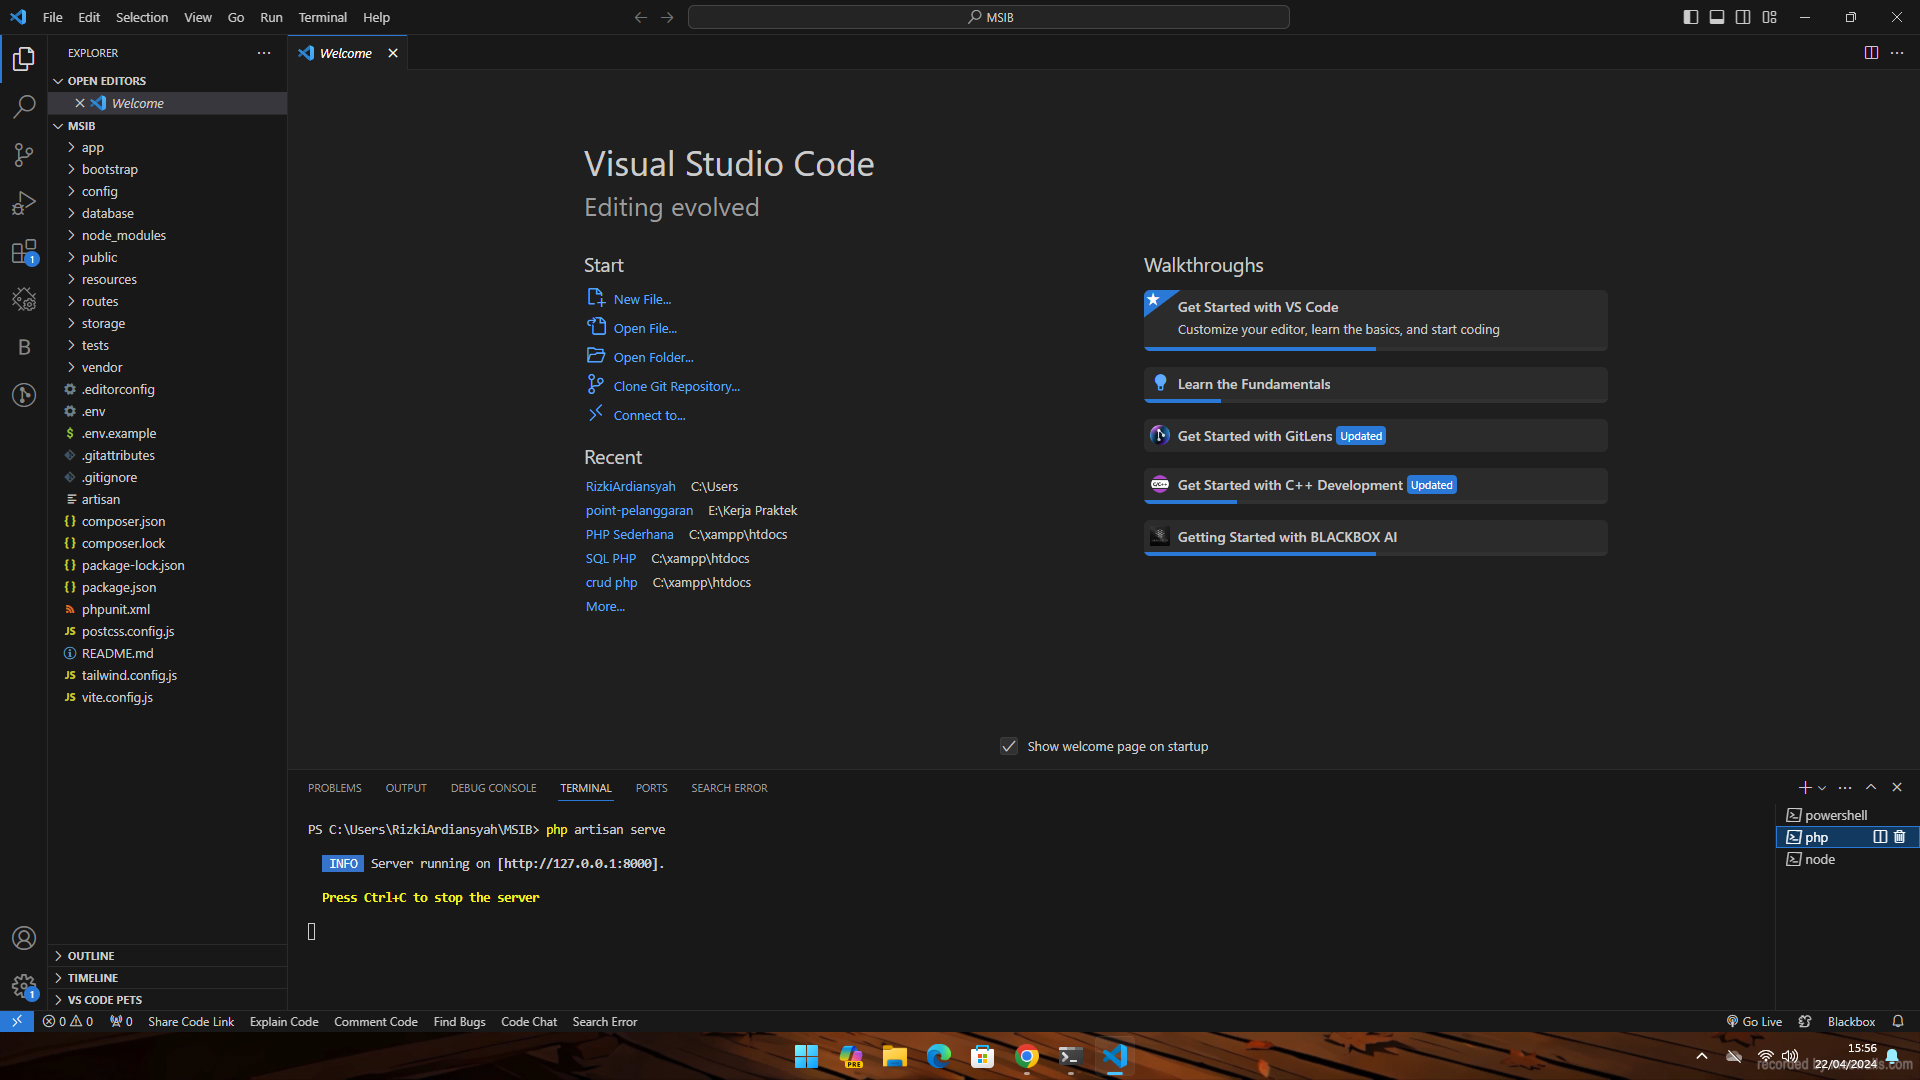 File Edit Selection View Go Run Terminal Help
MSIB
EXPLORER
Welcome
OPEN EDITORS
Welcome
MSIB
app
bootstrap
config
database
node_modules
public
resources
routes
storage
tests
vendor
.editorconfig
.env
$ .env.example
.gitattributes
.gitignore
artisan
{} composer.json
{} composer.lock
{} package-lock.json
{} package.json
phpunit.xml
JS postcss.config.js
README.md
JS tailwind.config.js
JS vite.config.js
OUTLINE
TIMELINE
VS CODE PETS
1
B
1
Visual Studio Code
Editing evolved
Start
New File...
Open File...
Open Folder...
Clone Git Repository...
Connect to...
Recent
RizkiArdiansyah C:\Users
point-pelanggaran E:\Kerja Praktek
PHP Sederhana C:\xampp\htdocs
SQL PHP C:\xampp\htdocs
crud php C:\xampp\htdocs
More...
Walkthroughs
Get Started with VS Code
Customize your editor, learn the basics, and start coding
Learn the Fundamentals
Get Started with GitLens Updated
C/C++ Get Started with C++ Development Updated
Getting Started with BLACKBOX AI
Show welcome page on startup
PROBLEMS OUTPUT DEBUG CONSOLE TERMINAL PORTS SEARCH ERROR
PS C:\Users\RizkiArdiansyah\MSIB> php artisan serve
INFO Server running on [http://127.0.0.1:8000].
Press Ctrl+C to stop the server
powershell
php
node
0 0 0 Share Code Link Explain Code Comment Code Find Bugs Code Chat Search Error
Go Live Blackbox
PRE
15:56
22/04/2024
recorded by
.com